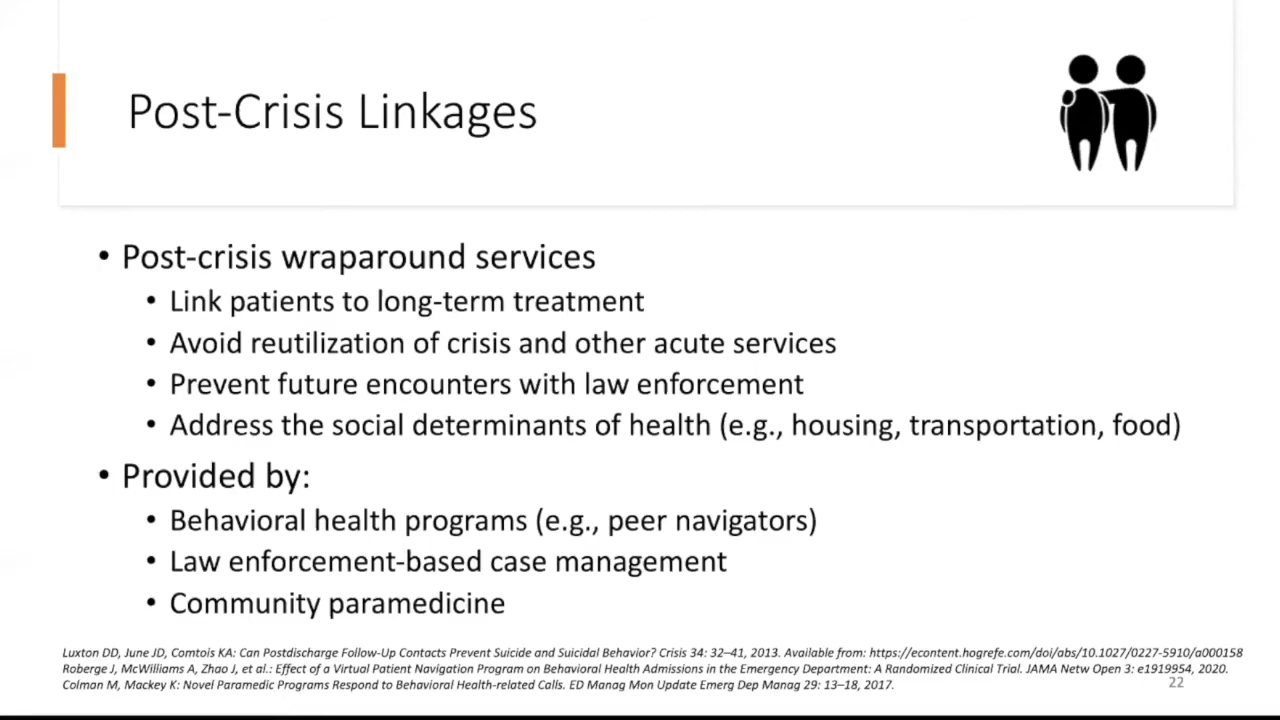 Post-Crisis Linkages
• Post-crisis wraparound services
• Link patients to long-term treatment
• Avoid reutilization of crisis and other acute services
• Prevent future encounters with law enforcement
• Address the social determinants of health (e.g., housing, transportation, food)
• Provided by:
• Behavioral health programs (e.g., peer navigators)
• Law enforcement-based case management
• Community paramedicine
Luxton DD, June JD, Comtois KA: Can Postdischarge Follow-Up Contacts Prevent Suicide and Suicidal Behavior? Crisis 34: 32–41, 2013. Available from: https://econtent.hogrefe.com/doi/abs/10.1027/0227-5910/a000158
Roberge J, McWilliams A, Zhao J, et al.: Effect of a Virtual Patient Navigation Program on Behavioral Health Admissions in the Emergency Department: A Randomized Clinical Trial. JAMA Netw Open 3: e1919954, 2020.
Colman M, Mackey K: Novel Paramedic Programs Respond to Behavioral Health-related Calls. ED Manag Mon Update Emerg Dep Manag 29: 13–18, 2017.
22